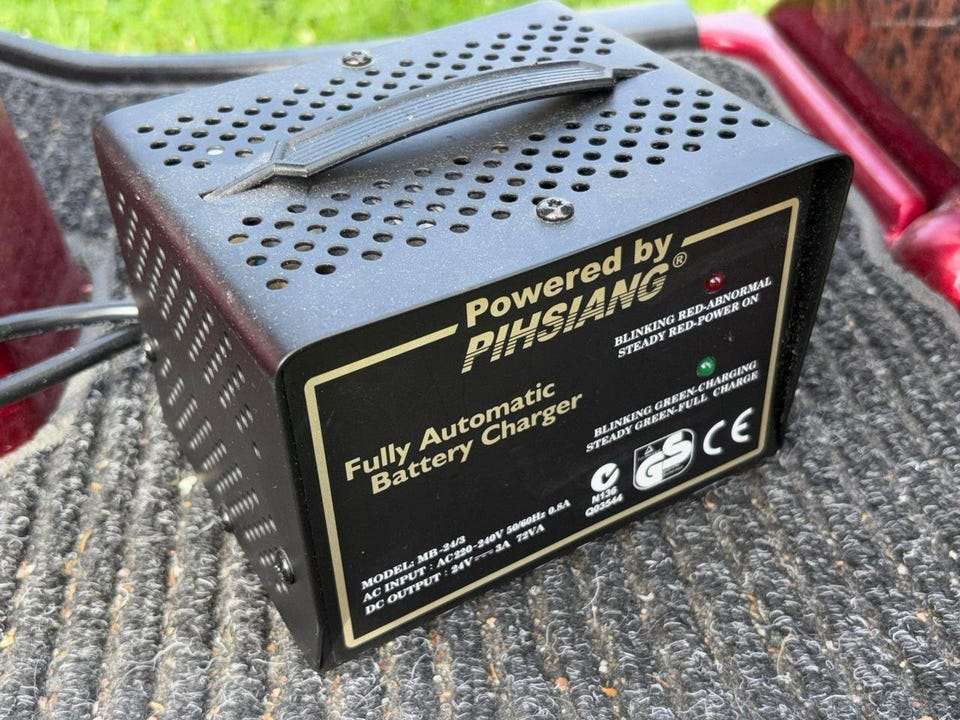 Powered by
PIHSIANG®
BLINKING RED-ABNORMAL
STEADY RED-POWER ON
BLINKING GREEN-CHARGING
STEADY GREEN-FULL CHARGE
Fully Automatic
Battery Charger
N136
Q03544
GS
CE
MODEL: MB-24/3
AC INPUT : AC220-240V 50/60Hz 0.8A
DC OUTPUT : 24V⎓3A 72VA